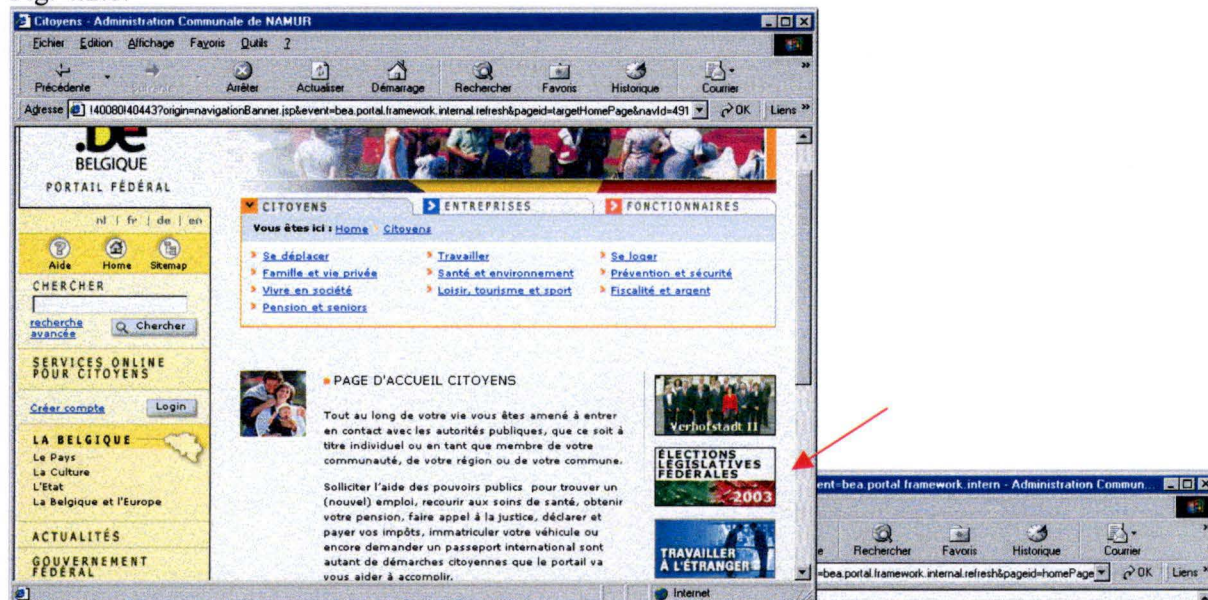 Citoyens - Administration Communale de NAMUR
Fichier Edition Affichage Favoris Outils ?
Précédente Suivante Arrêter Actualiser Démarrage Rechercher Favoris Historique Courrier »
Adresse !40080!40443?origin=navigationBanner.jsp&event=bea.portal.framework.internal.refresh&pageid=targetHomePage&navId=491 OK Liens »
.be
BELGIQUE
PORTAIL FÉDÉRAL
nl | fr | de | en
Aide Home Sitemap
CHERCHER
recherche avancée Chercher
SERVICES ONLINE
POUR CITOYENS
Créer compte Login
LA BELGIQUE
Le Pays
La Culture
L'Etat
La Belgique et l'Europe
ACTUALITÉS
GOUVERNEMENT
FÉDÉRAL
CITOYENS ENTREPRISES FONCTIONNAIRES
Vous êtes ici : Home Citoyens
Se déplacer Travailler Se loger
Famille et vie privée Santé et environnement Prévention et sécurité
Vivre en société Loisir, tourisme et sport Fiscalité et argent
Pension et seniors
PAGE D'ACCUEIL CITOYENS
Tout au long de votre vie vous êtes amené à entrer
en contact avec les autorités publiques, que ce soit à
titre individuel ou en tant que membre de votre
communauté, de votre région ou de votre commune.
Solliciter l'aide des pouvoirs publics pour trouver un
(nouvel) emploi, recourir aux soins de santé, obtenir
votre pension, faire appel à la justice, déclarer et
payer vos impôts, immatriculer votre véhicule ou
encore demander un passeport international sont
autant de démarches citoyennes que le portail va
vous aider à accomplir.
Verhofstadt II
ÉLECTIONS
LÉGISLATIVES
FÉDÉRALES
2003
TRAVAILLER
À L'ÉTRANGER
Internet
ent=bea.portal.framework.intern - Administration Commun...
e Rechercher Favoris Historique Courrier »
=bea.portal.framework.internal.refresh&pageid=homePage OK Liens »